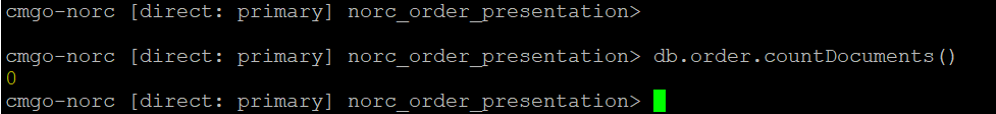 cmgo-norc [direct: primary] norc_order_presentation>
cmgo-norc [direct: primary] norc_order_presentation> db.order.countDocuments()
0
cmgo-norc [direct: primary] norc_order_presentation>